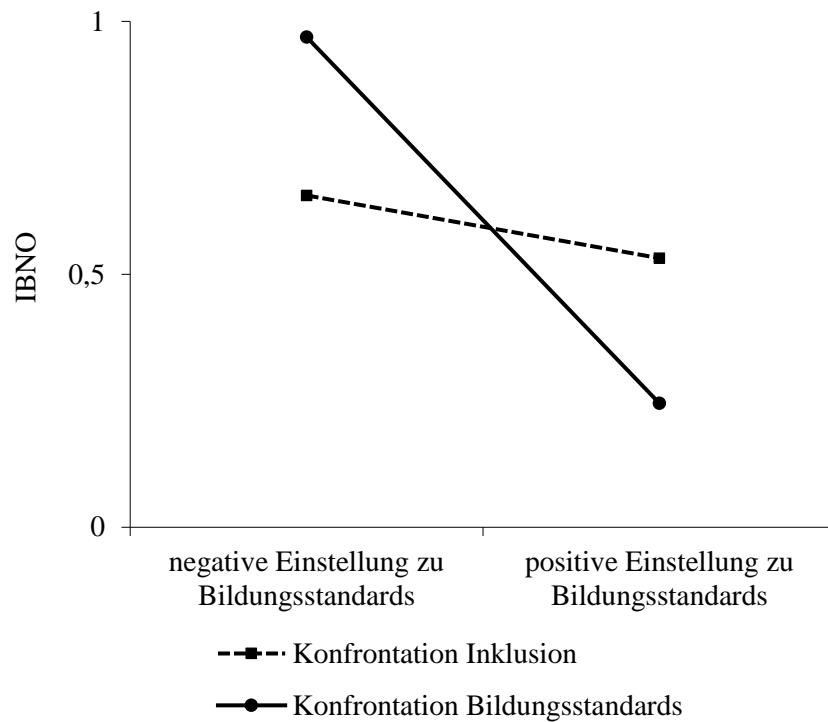 1
0,5
0
IBNO
negative Einstellung zu
Bildungsstandards
positive Einstellung zu
Bildungsstandards
Konfrontation Inklusion
Konfrontation Bildungsstandards